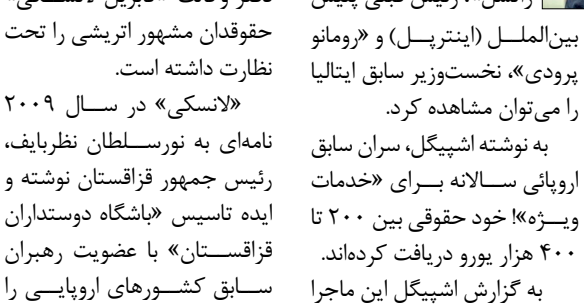 رئیس قبلی پلیس
بین‌الملل (اینترپل) و «رومانو
پرودی»، نخست‌وزیر سابق ایتالیا
را می‌توان مشاهده کرد.
به نوشته اشپیگل، سران سابق
اروپائی سالانه برای «خدمات
ویژه»! خود حقوقی بین ۲۰۰ تا
۴۰۰ هزار یورو دریافت کرده‌اند.
به گزارش اشپیگل این ماجرا
حقوقدان مشهور اتریشی را تحت
نظارت داشته است.
«لانسکی» در سال ۲۰۰۹
نامه‌ای به نورسلطان نظربایف،
رئیس جمهور قزاقستان نوشته و
ایده تاسیس «باشگاه دوستداران
قزاقستان» با عضویت رهبران
سابق کشورهای اروپایی را